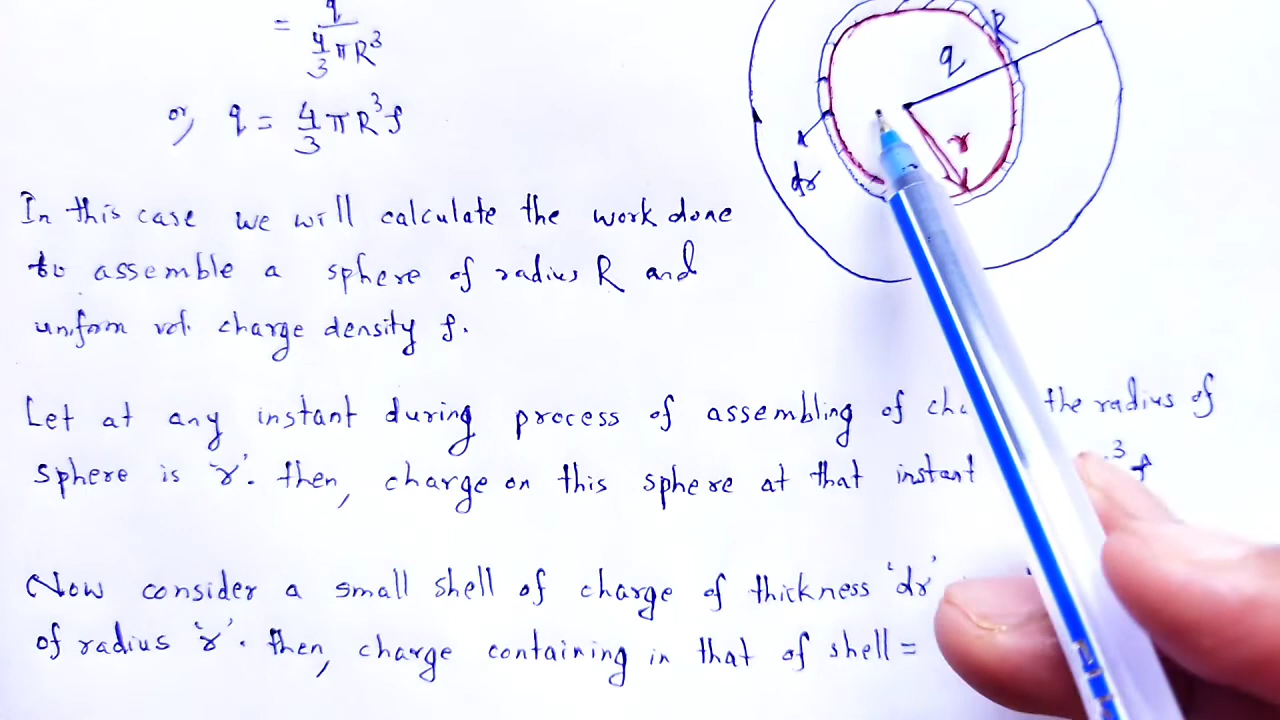 = q / 4/3 πR³
or, q = 4/3 πR³ρ
R
q
r
dr
In this case we will calculate the work done
to assemble a sphere of radius R and
uniform vol. charge density ρ.
Let at any instant during process of assembling of the radius of
sphere is 'r'. then, charge on this sphere at that instant ³ρ
Now consider a small shell of charge of thickness 'dr'
of radius 'r'. then, charge containing in that of shell =